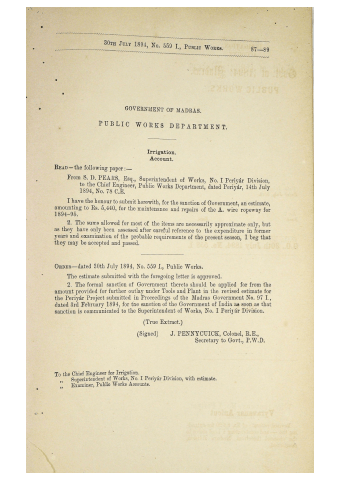 30TH JULY 1894, No. 559 I., PUBLIC WORKS.
87—89
GOVERNMENT OF MADRAS.
PUBLIC WORKS DEPARTMENT.
Irrigation.
Account.
READ—the following paper:—
From S. D. PEARS, Esq., Superintendent of Works, No. I Periyár Division,
to the Chief Engineer, Public Works Department, dated Periyár, 14th July
1894, No. 78 C.E.
I have the honour to submit herewith, for the sanction of Government, an estimate,
amounting to Rs. 5,440, for the maintenance and repairs of the A. wire ropeway for
1894-95.
2. The sums allowed for most of the items are necessarily approximate only, but
as they have only been assessed after careful reference to the expenditure in former
years and examination of the probable requirements of the present season, I beg that
they may be accepted and passed.
ORDER—dated 30th July 1894, No. 559 I., Public Works.
The estimate submitted with the foregoing letter is approved.
2. The formal sanction of Government thereto should be applied for from the
amount provided for further outlay under Tools and Plant in the revised estimate for
the Periyár Project submitted in Proceedings of the Madras Government No. 97 I.,
dated 3rd February 1894, for the sanction of the Government of India as soon as that
sanction is communicated to the Superintendent of Works, No. I Periyár Division.
(True Extract.)
(Signed) J. PENNYCUICK, Colonel, R.E.,
Secretary to Govt., P.W.D.
To the Chief Engineer for Irrigation.
„ Superintendent of Works, No. I Periyár Division, with estimate.
„ Examiner, Public Works Accounts.